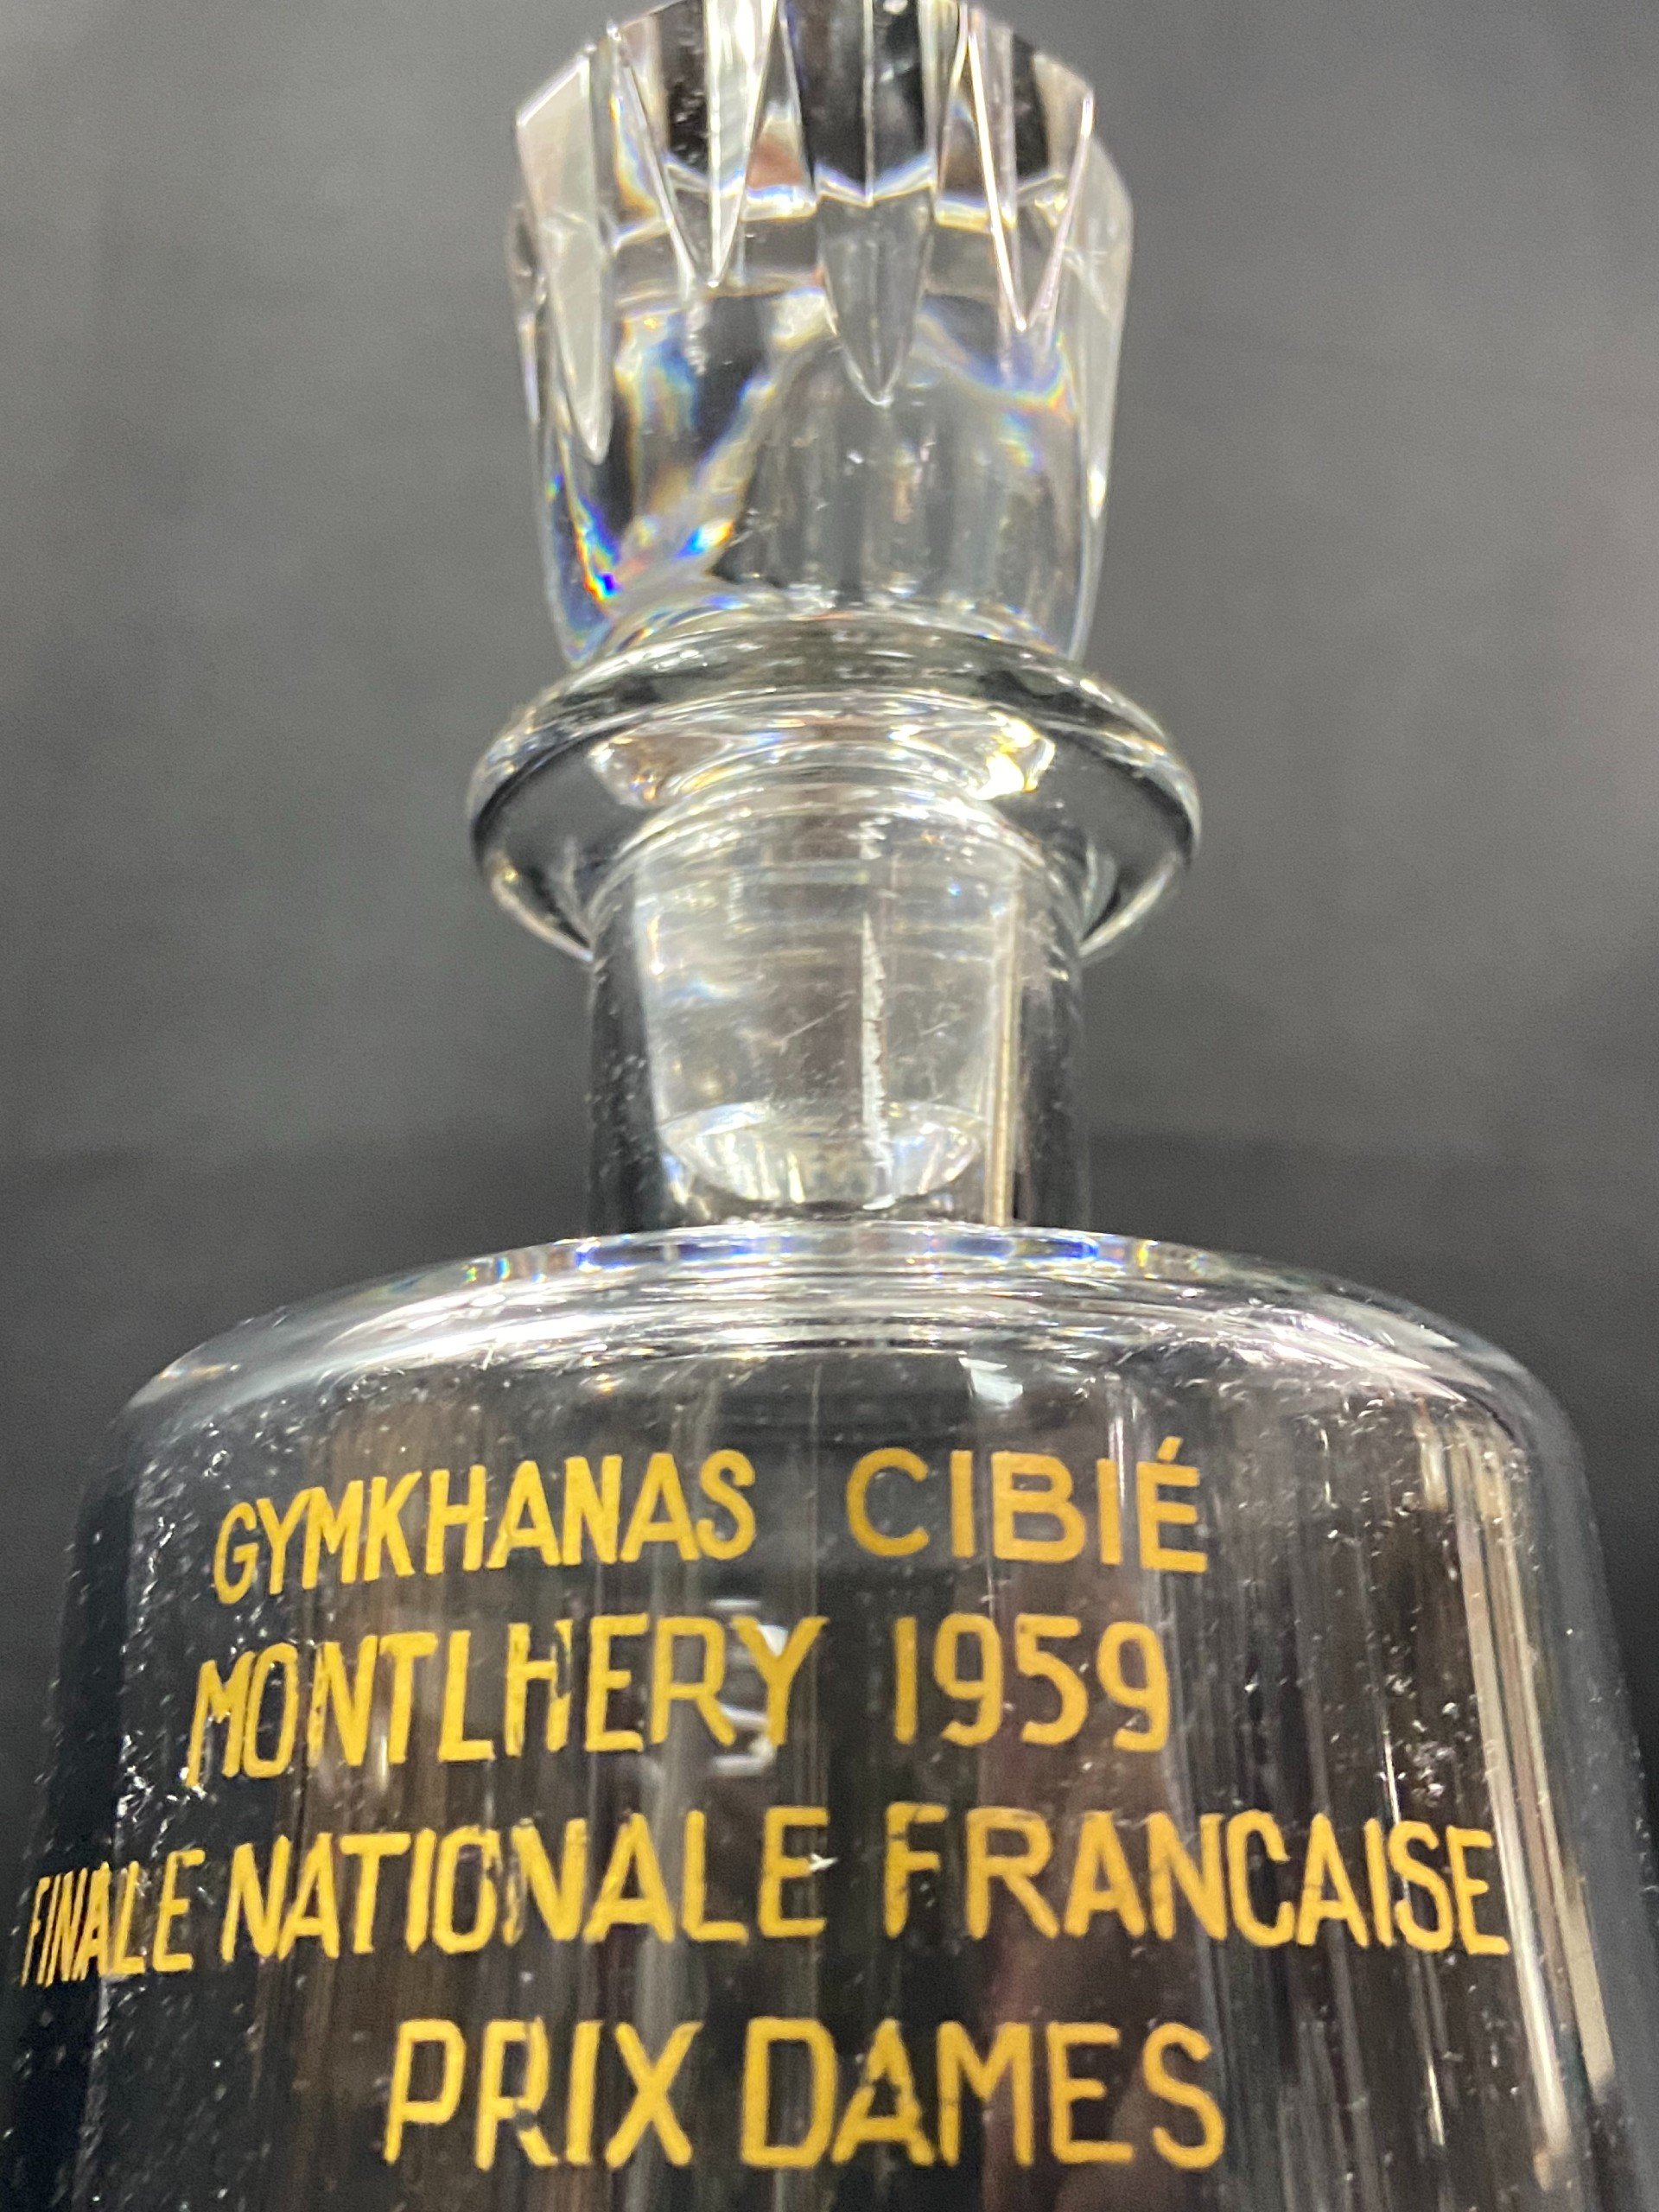 GYMKHANAS CIBIÉ
MONTLHERY 1959
FINALE NATIONALE FRANCAISE
PRIX DAMES